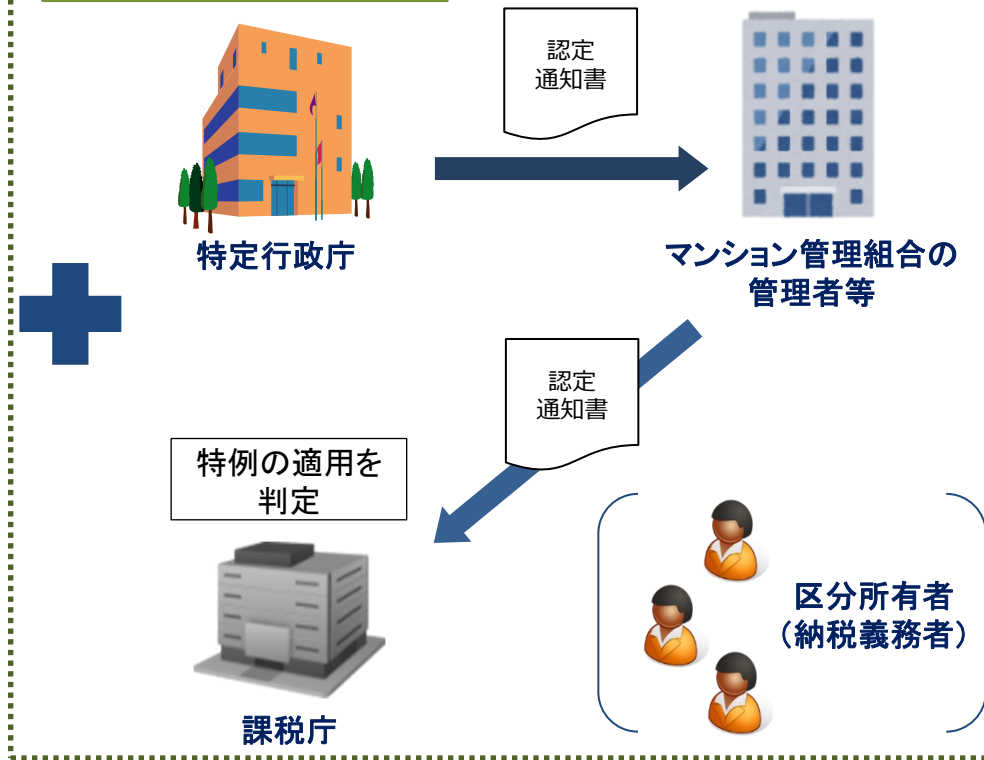 認定
通知書
特定行政庁
マンション管理組合の
管理者等
認定
通知書
特例の適用を
判定
区分所有者
（納税義務者）
課税庁